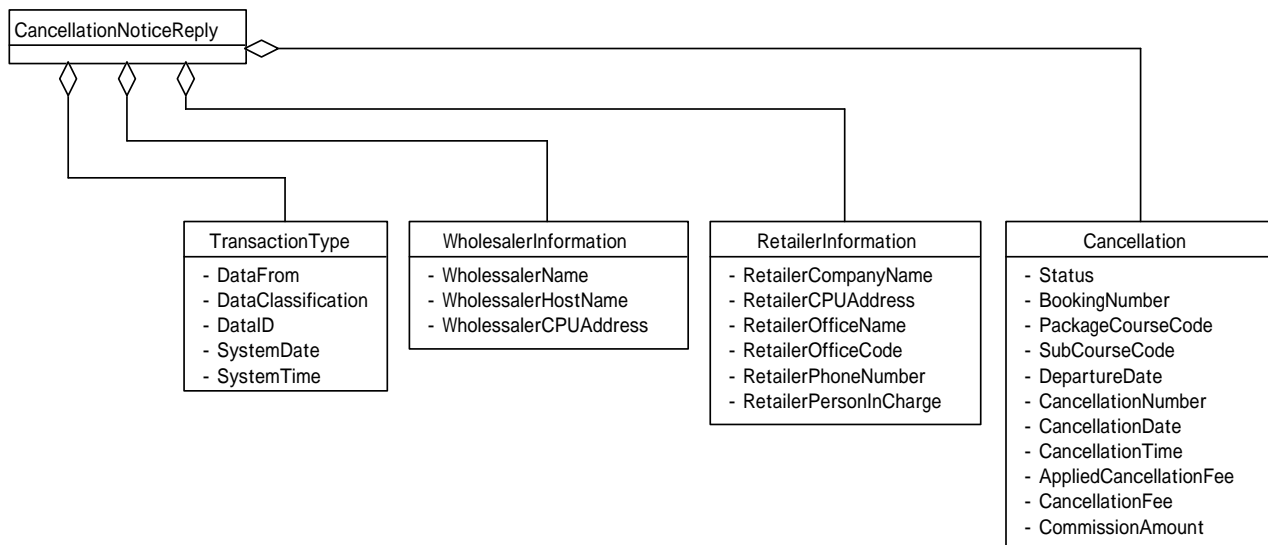 CancellationNoticeReply
TransactionType
- DataFrom
- DataClassification
- DataID
- SystemDate
- SystemTime
WholesalerInformation
- WholessalerName
- WholessalerHostName
- WholessalerCPUAddress
RetailerInformation
- RetailerCompanyName
- RetailerCPUAddress
- RetailerOfficeName
- RetailerOfficeCode
- RetailerPhoneNumber
- RetailerPersonInCharge
Cancellation
- Status
- BookingNumber
- PackageCourseCode
- SubCourseCode
- DepartureDate
- CancellationNumber
- CancellationDate
- CancellationTime
- AppliedCancellationFee
- CancellationFee
- CommissionAmount